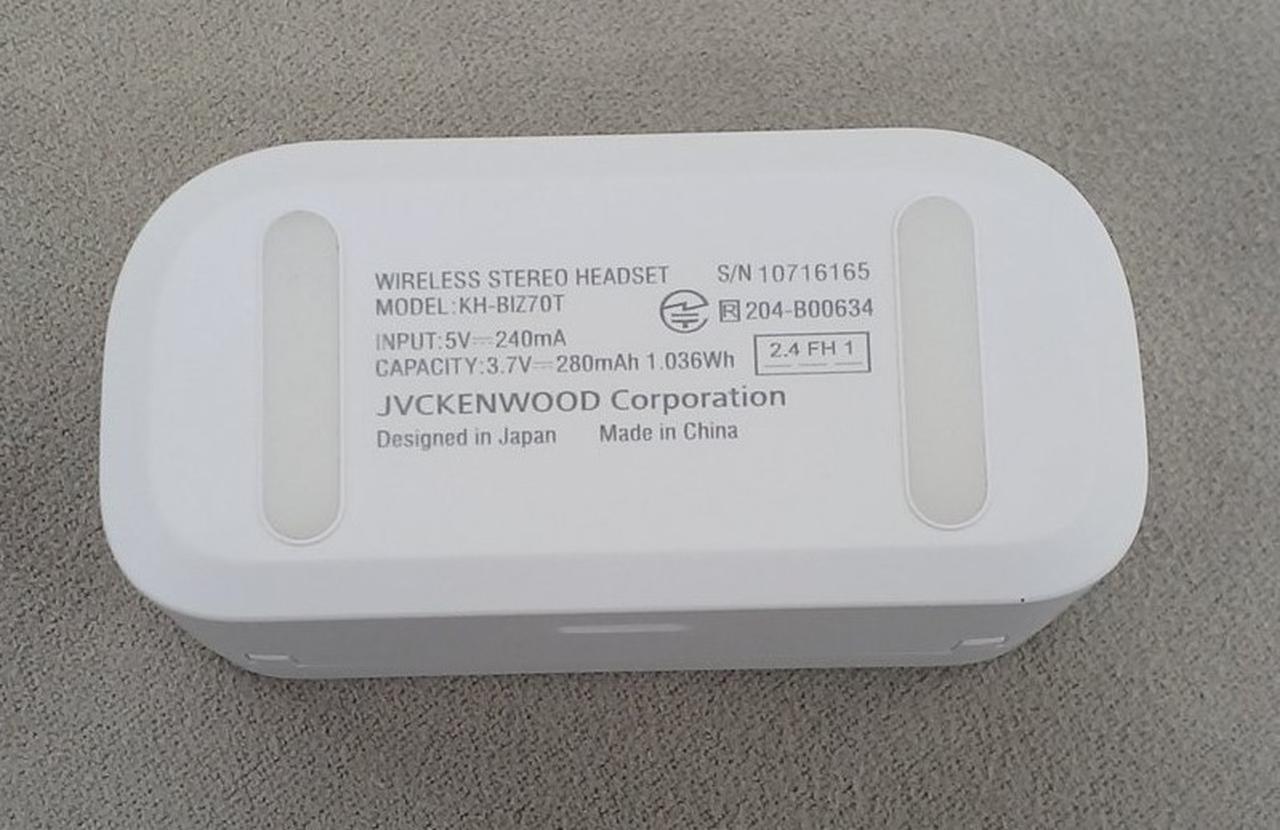 WIRELESS STEREO HEADSET S/N 10716165
MODEL:KH-BIZ70T R 204-B00634
INPUT:5V⎓240mA
CAPACITY:3.7V⎓280mAh 1.036Wh 2.4 FH 1
JVCKENWOOD Corporation
Designed in Japan Made in China